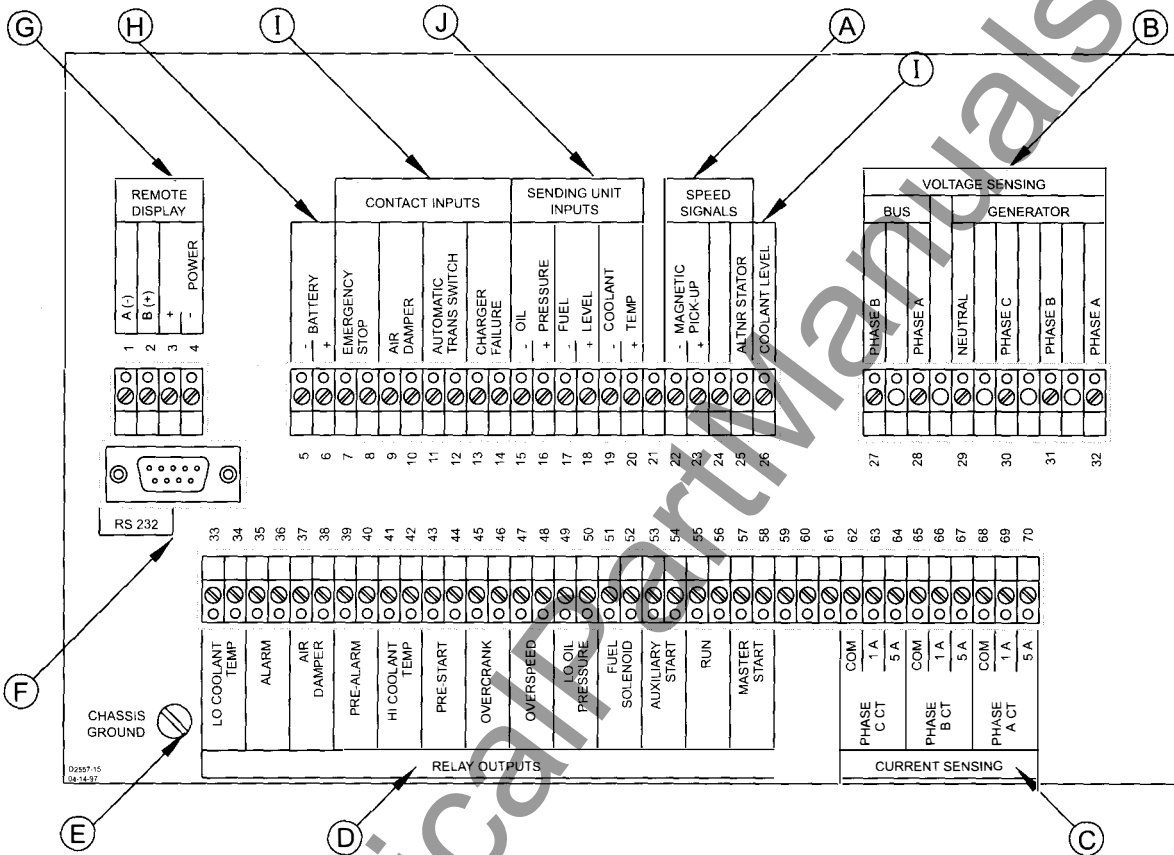 G H I J A B
I
REMOTE
DISPLAY
CONTACT INPUTS
SENDING UNIT
INPUTS
SPEED
SIGNALS
VOLTAGE SENSING
BUS GENERATOR
A (-)
B (+)
+
- POWER
- BATTERY
+
EMERGENCY
STOP
AIR
DAMPER
AUTOMATIC
TRANS SWITCH
CHARGER
FAILURE
- OIL
+ PRESSURE
- FUEL
+ LEVEL
- COOLANT
+ TEMP
- MAGNETIC
+ PICK-UP
ALTNR STATOR
COOLANT LEVEL
PHASE B
PHASE A
NEUTRAL
PHASE C
PHASE B
PHASE A
1 2 3 4
5 6 7 8 9 10 11 12 13 14 15 16 17 18 19 20 21 22 23 24 25 26
27 28 29 30 31 32
RS 232
33 34 35 36 37 38 39 40 41 42 43 44 45 46 47 48 49 50 51 52 53 54 55 56 57 58 59 60 61 62 63 64 65 66 67 68 69 70
LO COOLANT
TEMP
ALARM
AIR
DAMPER
PRE-ALARM
HI COOLANT
TEMP
PRE-START
OVERCRANK
OVERSPEED
LO OIL
PRESSURE
FUEL
SOLENOID
AUXILIARY
START
RUN
MASTER
START
COM 1 A 5 A COM 1 A 5 A COM 1 A 5 A
PHASE
C CT
PHASE
B CT
PHASE
A CT
F
CHASSIS
GROUND
RELAY OUTPUTS
CURRENT SENSING
D2557-15
04-14-97
E D C
icalPartManuals